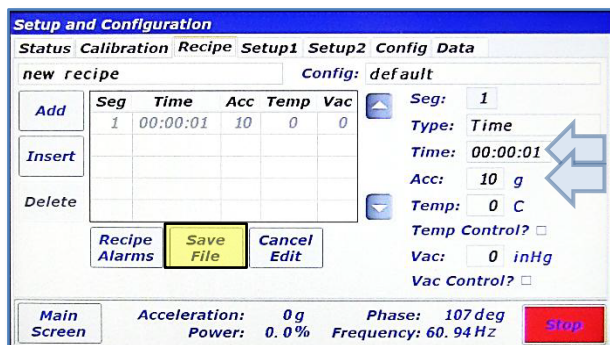 Setup and Configuration
Status Calibration Recipe Setup1 Setup2 Config Data
new recipe Config: default
Add
Insert
Delete
Seg Time Acc Temp Vac
1 00:00:01 10 0 0
Recipe Alarms
Save File
Cancel Edit
Seg: 1
Type: Time
Time: 00:00:01
Acc: 10 g
Temp: 0 C
Temp Control?
Vac: 0 inHg
Vac Control?
Main Screen
Acceleration: 0 g Phase: 107 deg
Power: 0.0% Frequency: 60.94 Hz
Stop